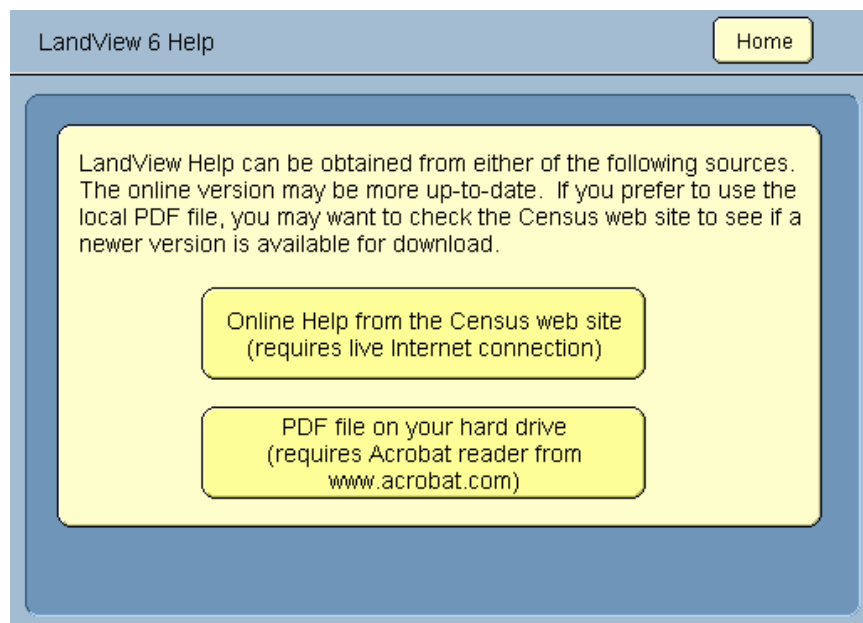 LandView 6 Help
Home
LandView Help can be obtained from either of the following sources.
The online version may be more up-to-date.  If you prefer to use the
local PDF file, you may want to check the Census web site to see if a
newer version is available for download.
Online Help from the Census web site
(requires live Internet connection)
PDF file on your hard drive
(requires Acrobat reader from
www.acrobat.com)